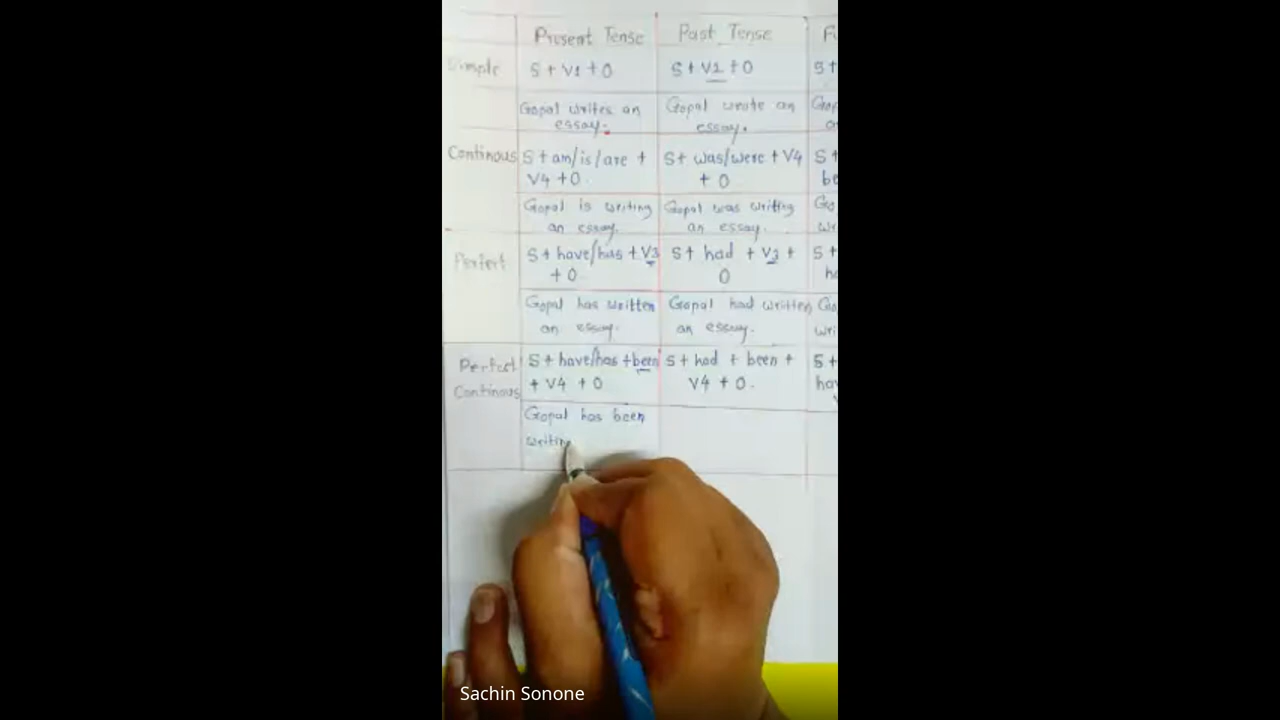 Present Tense
Past Tense
Simple
S + V1 + O
S + V2 + O
Gopal writes an
essay.
Gopal wrote an
essay.
Continous
S + am/is/are +
V4 + O
S + was/were + V4
+ O
Gopal is writing
an essay.
Gopal was writing
an essay.
Perfect
S + have/has + V3
+ O
S + had + V3 +
O
Gopal has written
an essay.
Gopal had written
an essay.
Perfect
Continous
S + have/has + been
+ V4 + O
S + had + been +
V4 + O.
Gopal has been
writing
Sachin Sonone